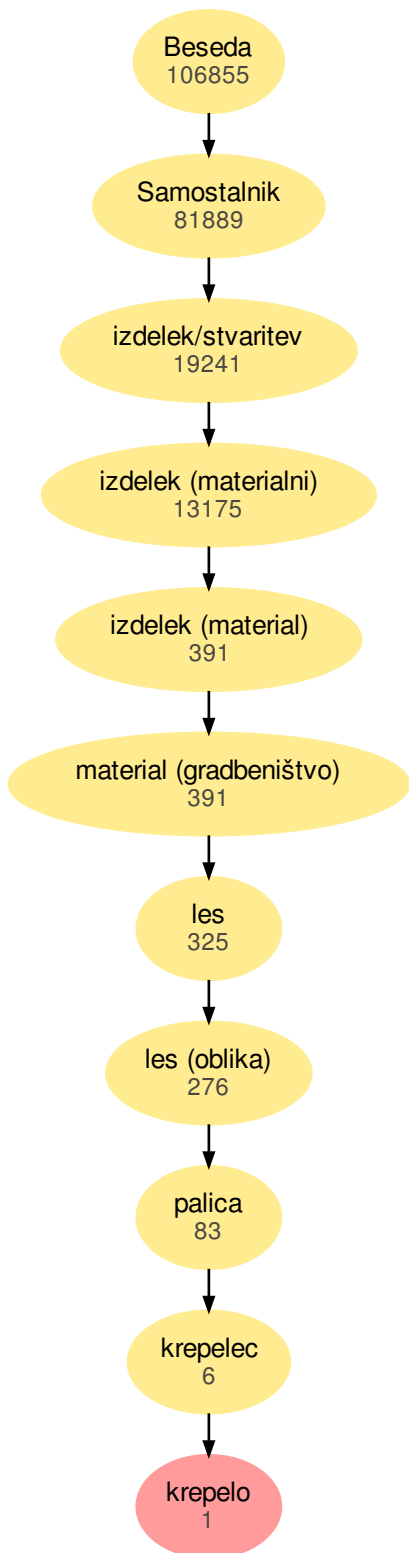 Beseda
106855
Samostalnik
81889
izdelek/stvaritev
19241
izdelek (materialni)
13175
izdelek (material)
391
material (gradbeništvo)
391
les
325
les (oblika)
276
palica
83
krepelec
6
krepelo
1